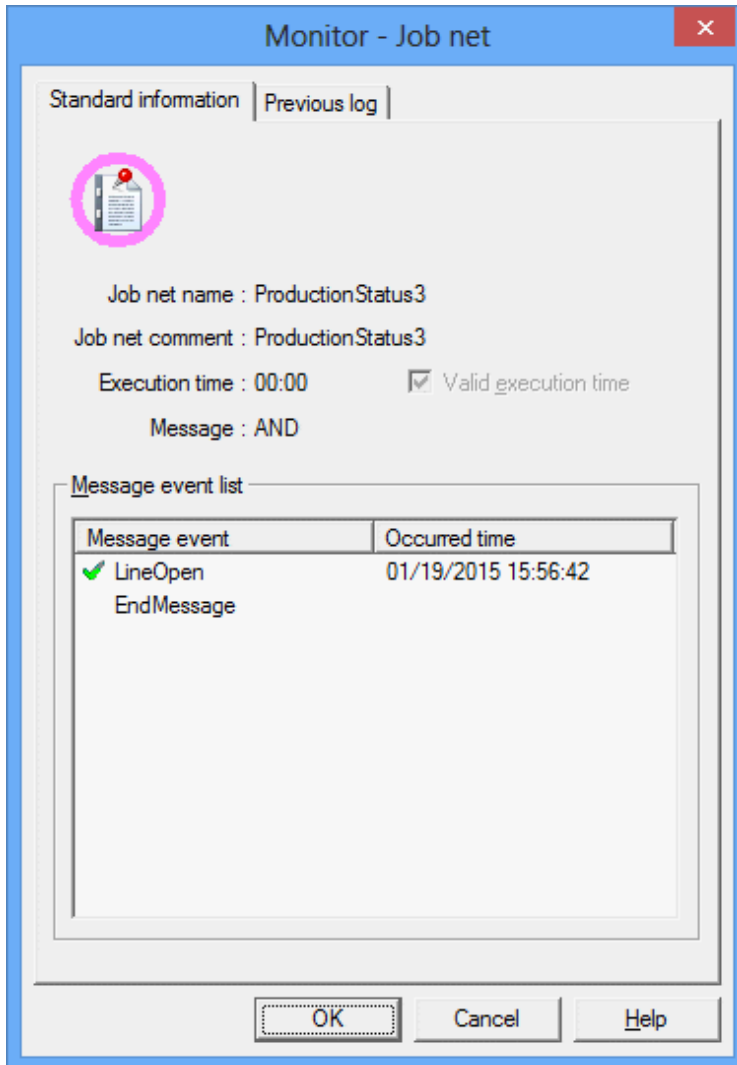 Monitor - Job net
Standard information Previous log
Job net name : ProductionStatus3
Job net comment : ProductionStatus3
Execution time : 00:00 Valid execution time
Message : AND
Message event list
Message event Occurred time
LineOpen 01/19/2015 15:56:42
EndMessage
OK Cancel Help